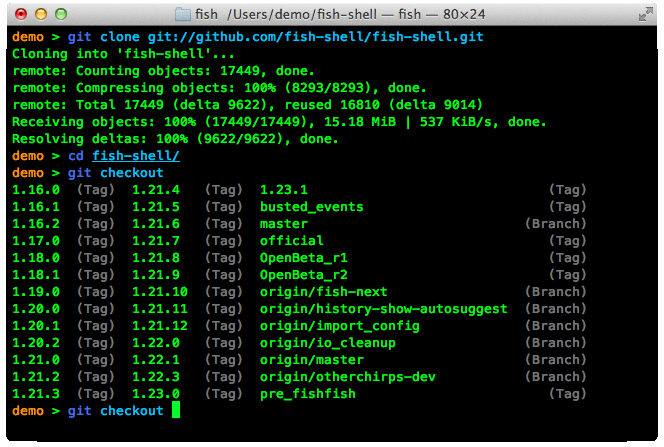 fish /Users/demo/fish-shell — fish — 80×24
demo > git clone git://github.com/fish-shell/fish-shell.git
Cloning into 'fish-shell'...
remote: Counting objects: 17449, done.
remote: Compressing objects: 100% (8293/8293), done.
remote: Total 17449 (delta 9622), reused 16810 (delta 9014)
Receiving objects: 100% (17449/17449), 15.18 MiB | 537 KiB/s, done.
Resolving deltas: 100% (9622/9622), done.
demo > cd fish-shell/
demo > git checkout
1.16.0 (Tag) 1.21.4 (Tag) 1.23.1 (Tag)
1.16.1 (Tag) 1.21.5 (Tag) busted_events (Tag)
1.16.2 (Tag) 1.21.6 (Tag) master (Branch)
1.17.0 (Tag) 1.21.7 (Tag) official (Tag)
1.18.0 (Tag) 1.21.8 (Tag) OpenBeta_r1 (Tag)
1.18.1 (Tag) 1.21.9 (Tag) OpenBeta_r2 (Tag)
1.19.0 (Tag) 1.21.10 (Tag) origin/fish-next (Branch)
1.20.0 (Tag) 1.21.11 (Tag) origin/history-show-autosuggest (Branch)
1.20.1 (Tag) 1.21.12 (Tag) origin/import_config (Branch)
1.20.2 (Tag) 1.22.0 (Tag) origin/io_cleanup (Branch)
1.21.0 (Tag) 1.22.1 (Tag) origin/master (Branch)
1.21.2 (Tag) 1.22.3 (Tag) origin/otherchirps-dev (Branch)
1.21.3 (Tag) 1.23.0 (Tag) pre_fishfish (Tag)
demo > git checkout